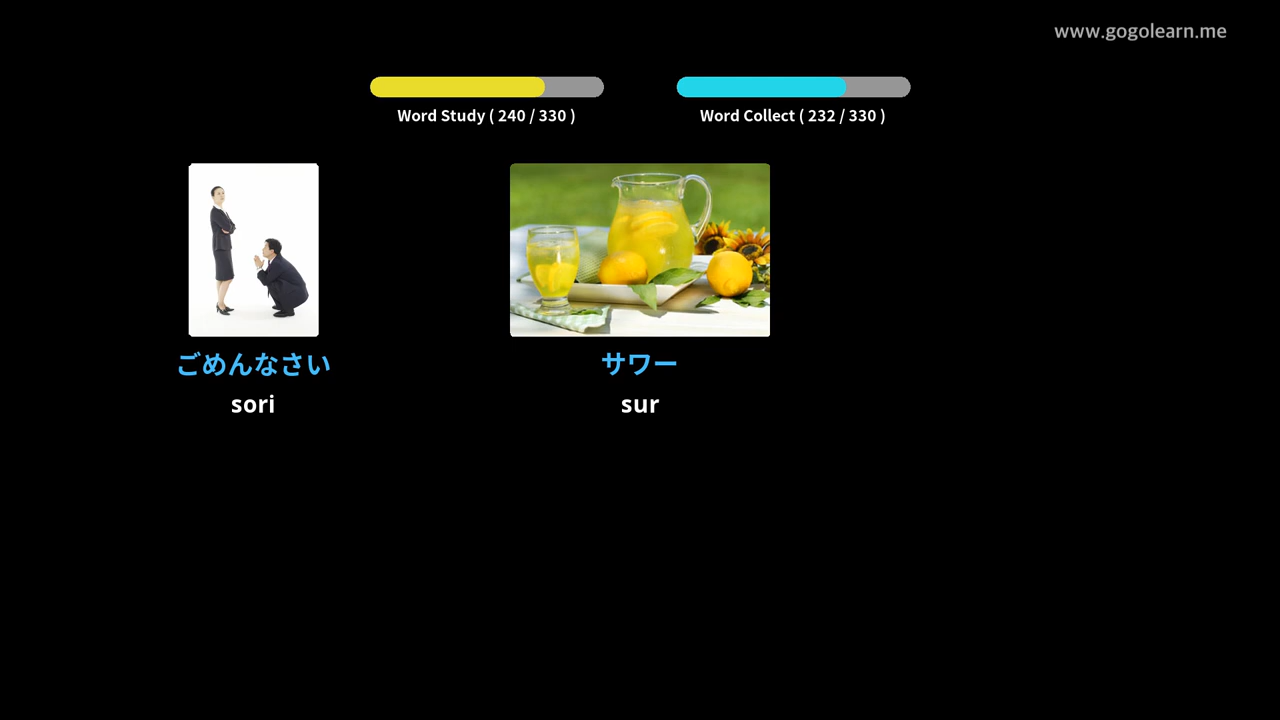 www.gogolearn.me
Word Study ( 240 / 330 )
Word Collect ( 232 / 330 )
ごめんなさい
sori
サワー
sur